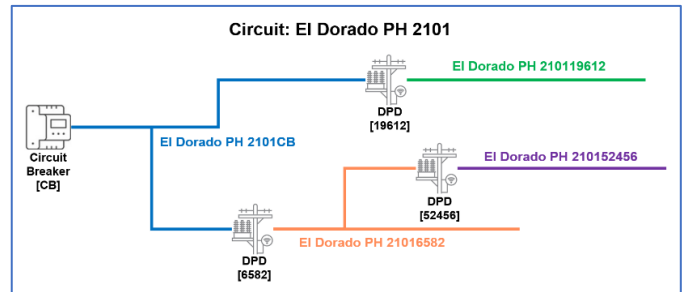 Circuit: El Dorado PH 2101
El Dorado PH 210119612
DPD
[19612]
El Dorado PH 2101CB
Circuit
Breaker
[CB]
El Dorado PH 210152456
DPD
[52456]
El Dorado PH 21016582
DPD
[6582]